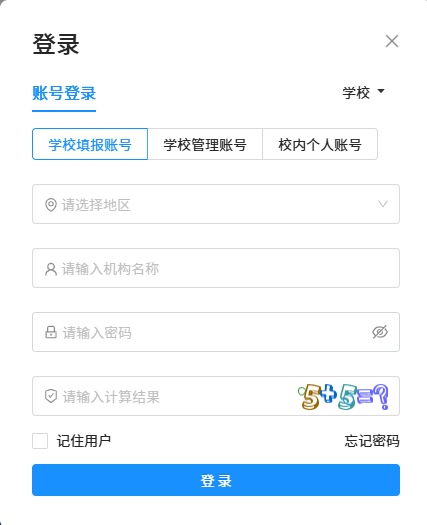 登录
账号登录 学校
学校填报账号 学校管理账号 校内个人账号
请选择地区
请输入机构名称
请输入密码
请输入计算结果 5+5=?
记住用户 忘记密码
登 录